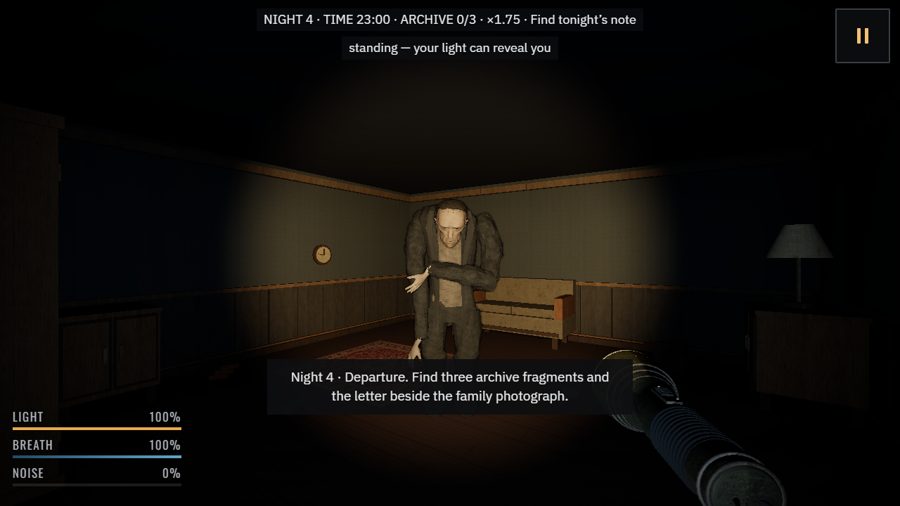 NIGHT 4 · TIME 23:00 · ARCHIVE 0/3 · ×1.75 · Find tonight’s note
standing — your light can reveal you
Night 4 · Departure. Find three archive fragments and
the letter beside the family photograph.
LIGHT 100%
BREATH 100%
NOISE 0%